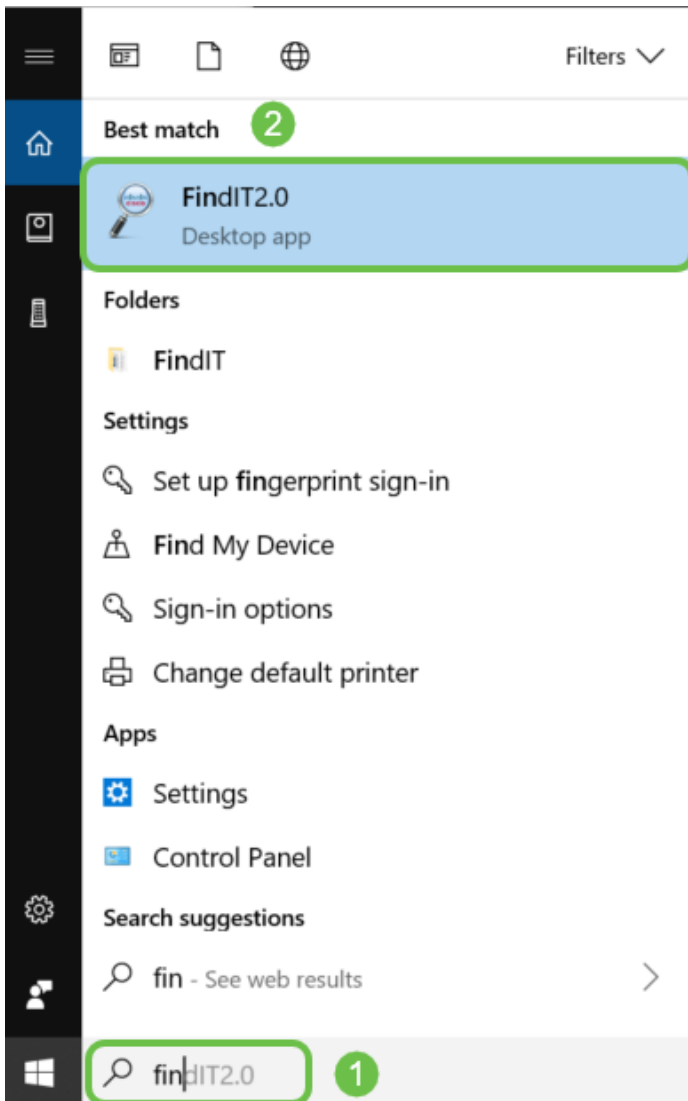 Filters
Best match 2
FindIT2.0
Desktop app
Folders
FindIT
Settings
Set up fingerprint sign-in
Find My Device
Sign-in options
Change default printer
Apps
Settings
Control Panel
Search suggestions
fin - See web results
findIT2.0 1